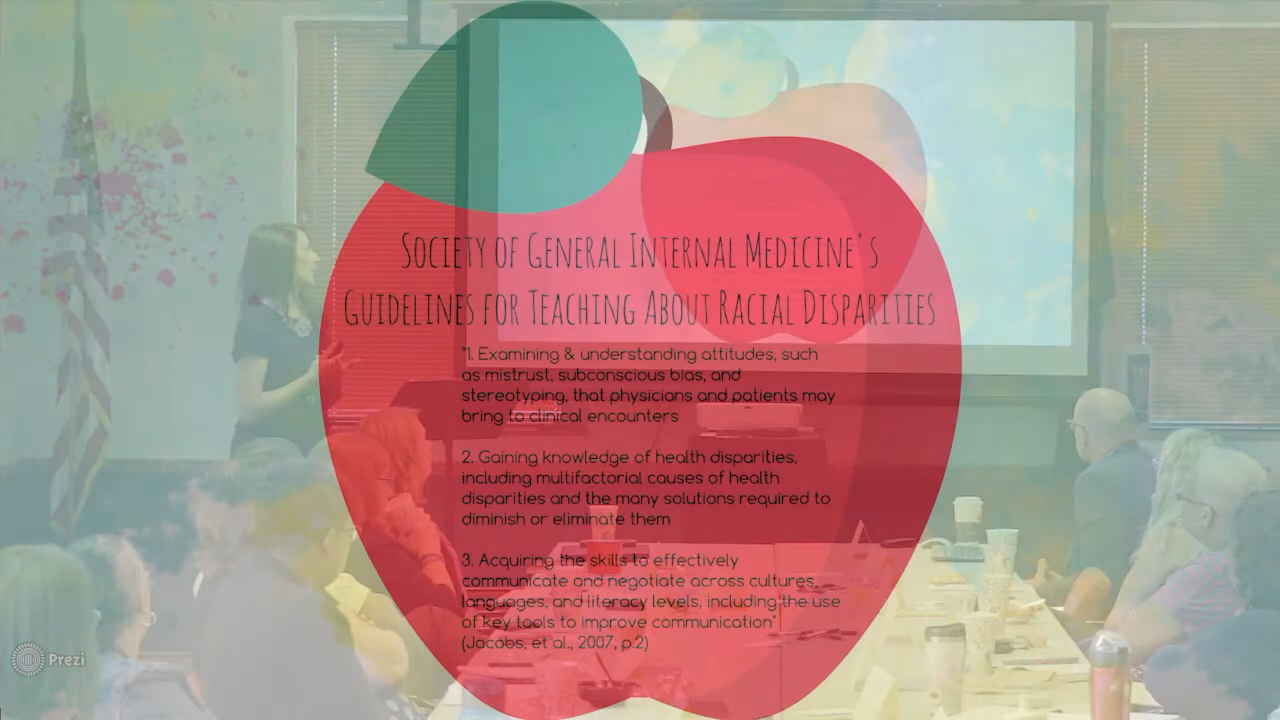 Society of General Internal Medicine's
Guidelines for Teaching About Racial Disparities
"1. Examining & understanding attitudes, such
as mistrust, subconscious bias, and
stereotyping, that physicians and patients may
bring to clinical encounters
2. Gaining knowledge of health disparities,
including multifactorial causes of health
disparities and the many solutions required to
diminish or eliminate them
3. Acquiring the skills to effectively
communicate and negotiate across cultures,
languages, and literacy levels, including the use
of key tools to improve communication"
(Jacobs, et al., 2007, p.2)
Prezi